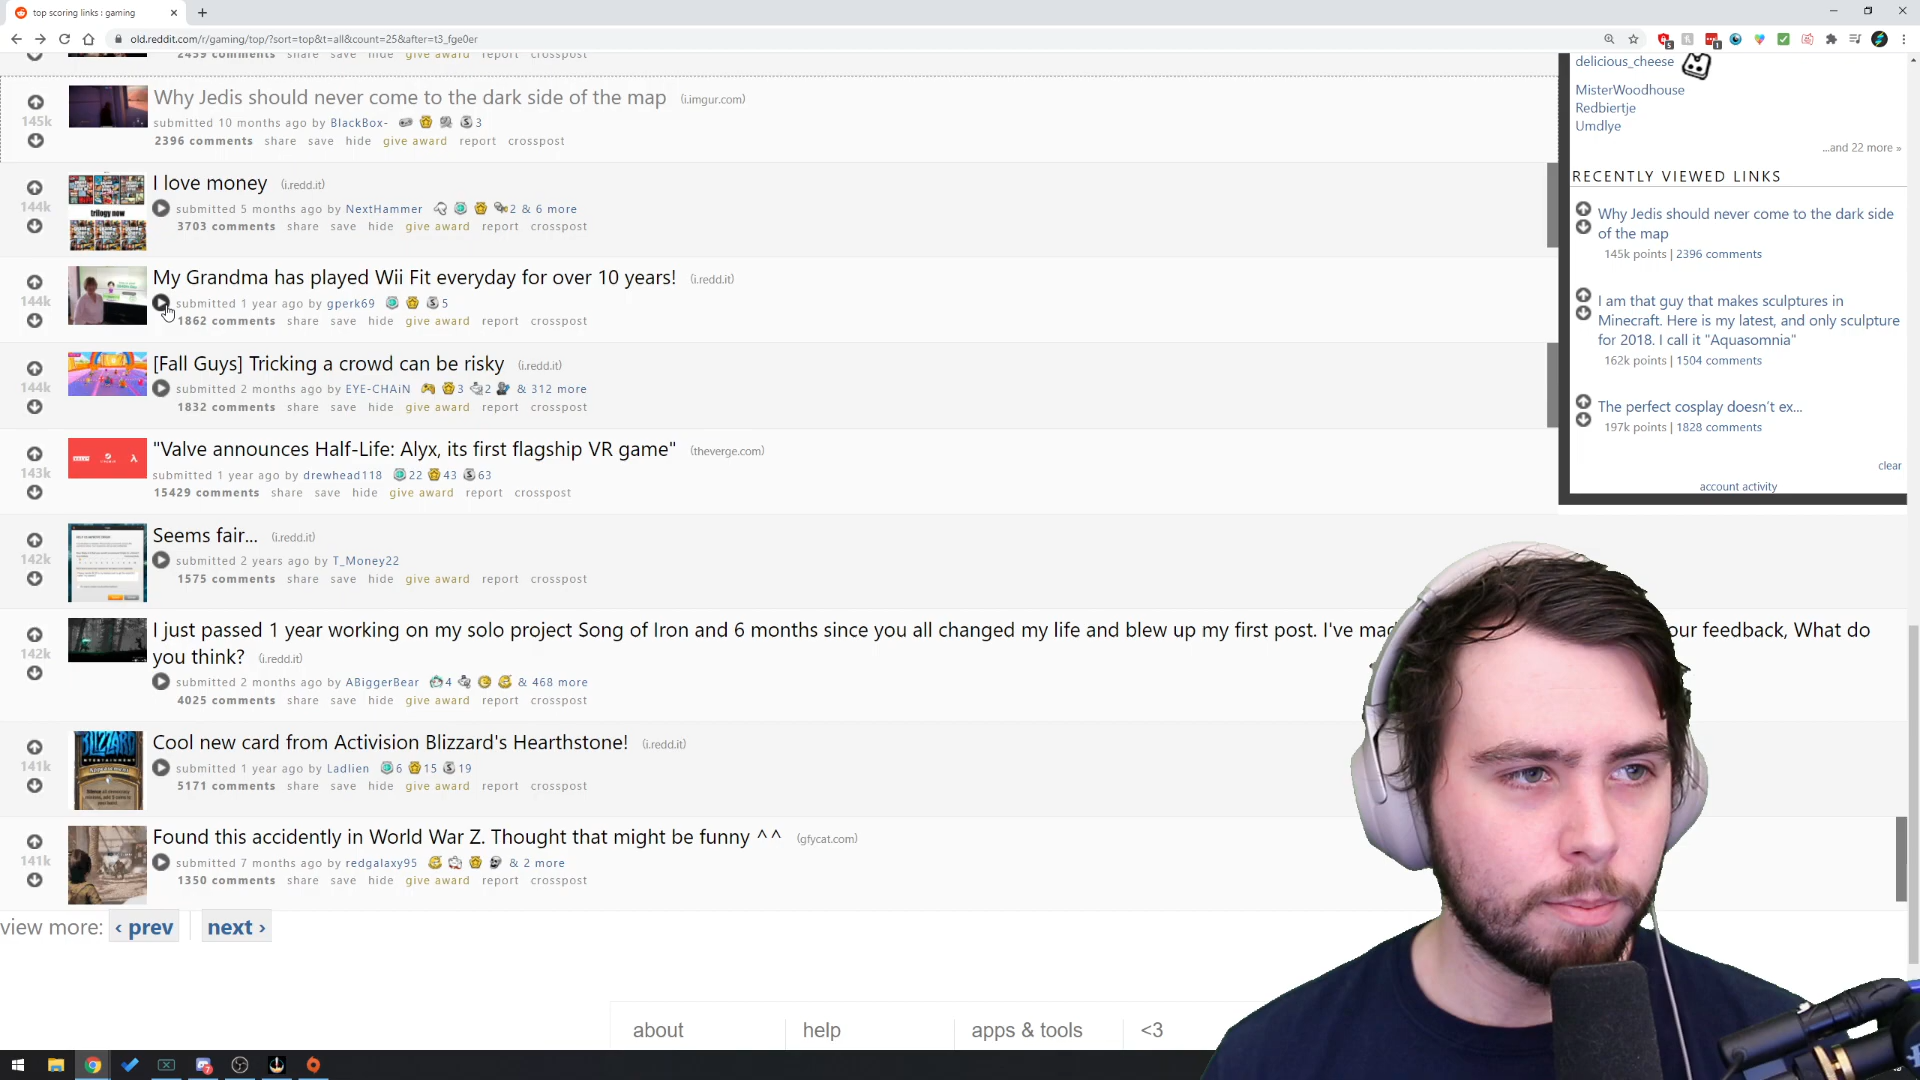 top scoring links : gaming
old.reddit.com/r/gaming/top/?sort=top&t=all&count=25&after=t3_fge0er
2459 comments share save hide give award report crosspost
145k
Why Jedis should never come to the dark side of the map (i.imgur.com)
submitted 10 months ago by BlackBox- 3
2396 comments share save hide give award report crosspost
144k
trilogy now
I love money (i.redd.it)
submitted 5 months ago by NextHammer 2 & 6 more
3703 comments share save hide give award report crosspost
144k
My Grandma has played Wii Fit everyday for over 10 years! (i.redd.it)
submitted 1 year ago by gperk69 5
1862 comments share save hide give award report crosspost
144k
[Fall Guys] Tricking a crowd can be risky (i.redd.it)
submitted 2 months ago by EYE-CHAiN 3 2 & 312 more
1832 comments share save hide give award report crosspost
143k
"Valve announces Half-Life: Alyx, its first flagship VR game" (theverge.com)
submitted 1 year ago by drewhead118 22 43 63
15429 comments share save hide give award report crosspost
142k
Seems fair... (i.redd.it)
submitted 2 years ago by T_Money22
1575 comments share save hide give award report crosspost
142k
I just passed 1 year working on my solo project Song of Iron and 6 months since you all changed my life and blew up my first post. I've mad our feedback, What do
you think? (i.redd.it)
submitted 2 months ago by ABiggerBear 4 & 468 more
4025 comments share save hide give award report crosspost
141k
BLIZZARD
Cool new card from Activision Blizzard's Hearthstone! (i.redd.it)
submitted 1 year ago by Ladlien 6 15 19
5171 comments share save hide give award report crosspost
141k
Found this accidently in World War Z. Thought that might be funny ^^ (gfycat.com)
submitted 7 months ago by redgalaxy95 & 2 more
1350 comments share save hide give award report crosspost
view more: ‹ prev next ›
about help apps & tools <3
delicious_cheese
MisterWoodhouse
Redbiertje
Umdlye
...and 22 more »
RECENTLY VIEWED LINKS
Why Jedis should never come to the dark side
of the map
145k points | 2396 comments
I am that guy that makes sculptures in
Minecraft. Here is my latest, and only sculpture
for 2018. I call it "Aquasomnia"
162k points | 1504 comments
The perfect cosplay doesn't ex...
197k points | 1828 comments
clear
account activity